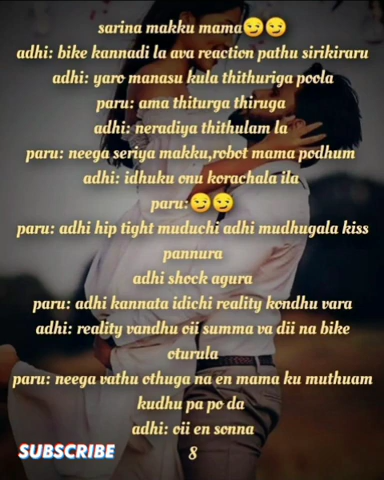 sarina makku mama😏😏
adhi: bike kannadi la ava reaction pathu sirikiraru
adhi: yaro manasu kula thithuriga poola
paru: ama thiturga thiruga
adhi: neradiya thithulam la
paru: neega seriya makku,robot mama podhum
adhi: idhuku onu korachala ila
paru:😏😏
paru: adhi hip tight muduchi adhi mudhugala kiss
pannura
adhi shock agura
paru: adhi kannata idichi reality kondhu vara
adhi: reality vandhu oii summa va dii na bike
oturula
paru: neega vathu othuga na en mama ku muthuam
kudhu pa po da
adhi: oii en sonna
SUBSCRIBE
8